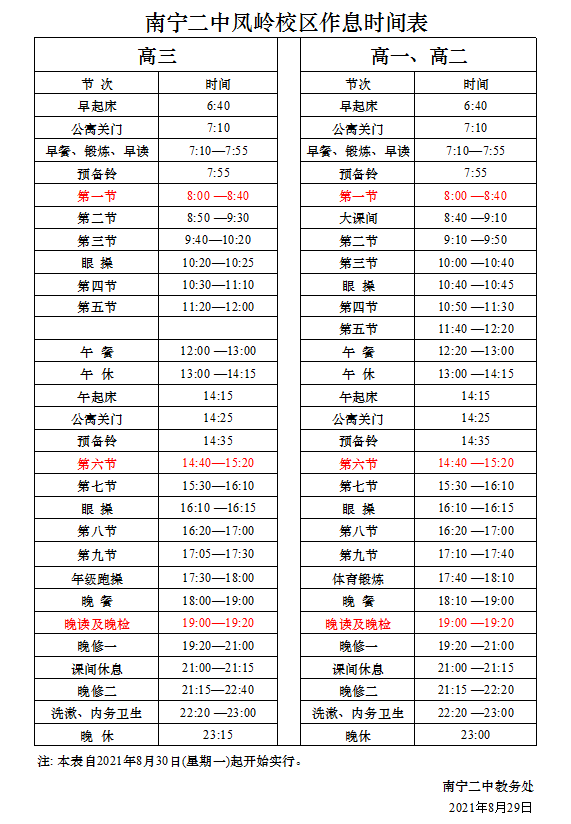 南宁二中凤岭校区作息时间表
高三 高一、高二
节 次 时间 节次 时间
早起床 6:40 早起床 6:40
公寓关门 7:10 公寓关门 7:10
早餐、锻炼、早读 7:10—7:55 早餐、锻炼、早读 7:10—7:55
预备铃 7:55 预备铃 7:55
第一节 8:00 —8:40 第一节 8:00 —8:40
第二节 8:50 —9:30 大课间 8:40 —9:10
第三节 9:40—10:20 第二节 9:10 —9:50
眼 操 10:20—10:25 第三节 10:00 —10:40
第四节 10:30—11:10 眼 操 10:40—10:45
第五节 11:20—12:00 第四节 10:50 —11:30
第五节 11:40 —12:20
午 餐 12:00 —13:00 午 餐 12:20 —13:00
午 休 13:00 —14:15 午 休 13:00 —14:15
午起床 14:15 午起床 14:15
公寓关门 14:25 公寓关门 14:25
预备铃 14:35 预备铃 14:35
第六节 14:40—15:20 第六节 14:40 —15:20
第七节 15:30—16:10 第七节 15:30 —16:10
眼 操 16:10 —16:15 眼 操 16:10 —16:15
第八节 16:20—17:00 第八节 16:20 —17:00
第九节 17:05—17:30 第九节 17:10 —17:40
年级跑操 17:30—18:00 体育锻炼 17:40 —18:10
晚 餐 18:00—19:00 晚 餐 18:10 —19:00
晚读及晚检 19:00—19:20 晚读及晚检 19:00 —19:20
晚修一 19:20—21:00 晚修一 19:20 —21:00
课间休息 21:00—21:15 课间休息 21:00 —21:15
晚修二 21:15—22:40 晚修二 21:15 —22:20
洗漱、内务卫生 22:20 —23:00 洗漱、内务卫生 22:20 —23:00
晚 休 23:15 晚休 23:00
注: 本表自2021年8月30日(星期一)起开始实行。
南宁二中教务处
2021年8月29日